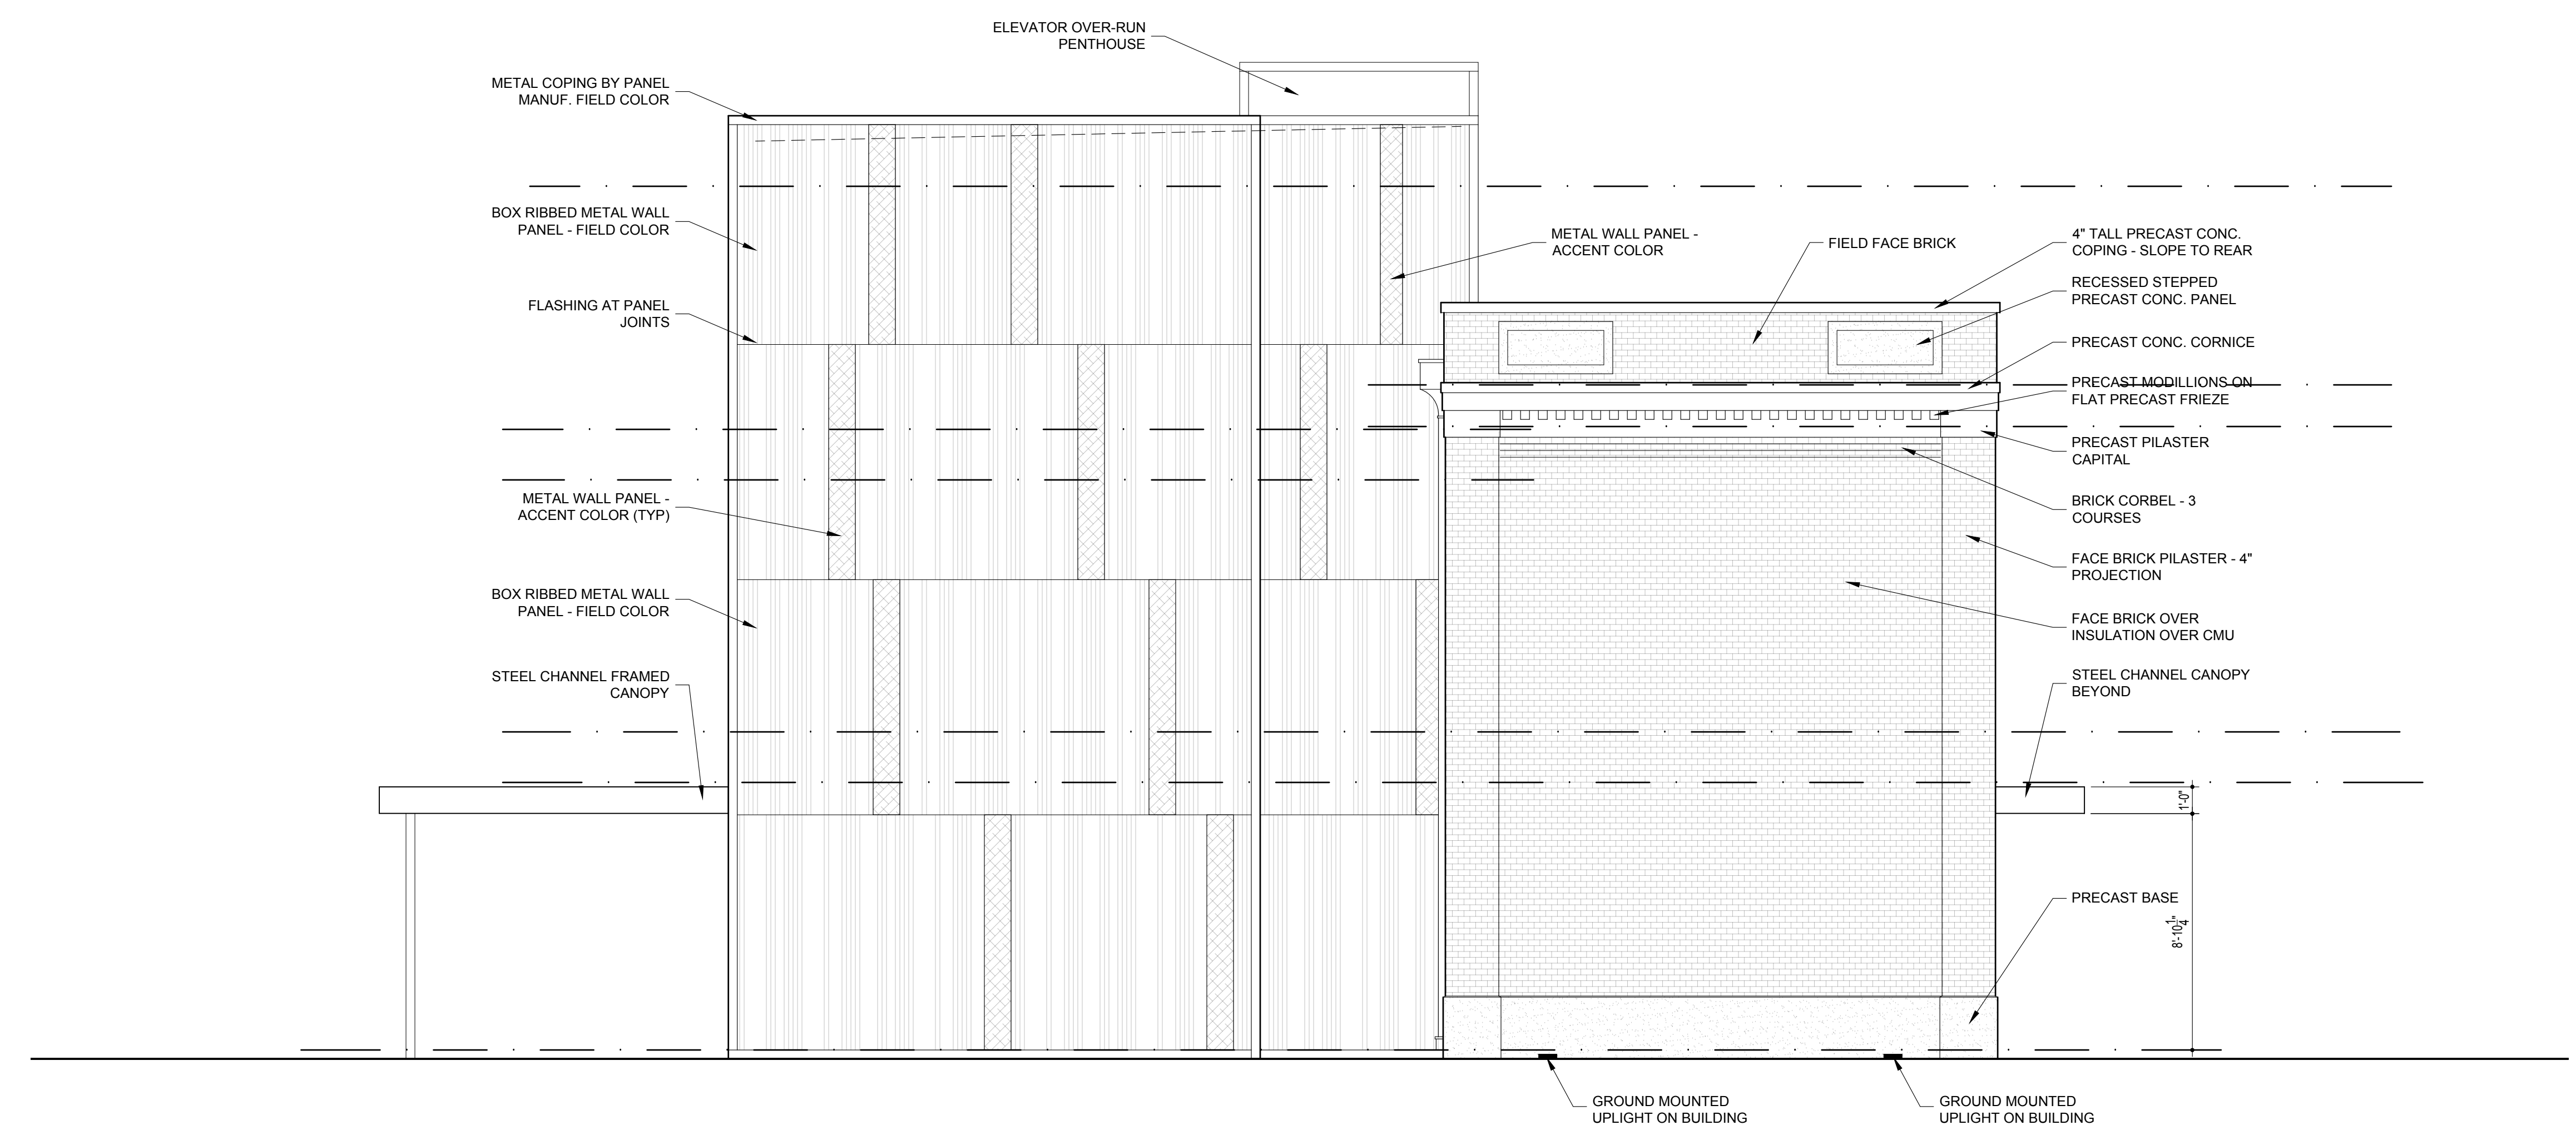 ELEVATOR OVER-RUN
PENTHOUSE
METAL COPING BY PANEL
MANUF. FIELD COLOR
BOX RIBBED METAL WALL
PANEL - FIELD COLOR
FLASHING AT PANEL
JOINTS
METAL WALL PANEL -
ACCENT COLOR (TYP)
BOX RIBBED METAL WALL
PANEL - FIELD COLOR
STEEL CHANNEL FRAMED
CANOPY
METAL WALL PANEL -
ACCENT COLOR
FIELD FACE BRICK
4" TALL PRECAST CONC.
COPING - SLOPE TO REAR
RECESSED STEPPED
PRECAST CONC. PANEL
PRECAST CONC. CORNICE
PRECAST MODILLIONS ON
FLAT PRECAST FRIEZE
PRECAST PILASTER
CAPITAL
BRICK CORBEL - 3
COURSES
FACE BRICK PILASTER - 4"
PROJECTION
FACE BRICK OVER
INSULATION OVER CMU
STEEL CHANNEL CANOPY
BEYOND
1'-0"
PRECAST BASE
8'-10 1/4"
GROUND MOUNTED
UPLIGHT ON BUILDING
GROUND MOUNTED
UPLIGHT ON BUILDING